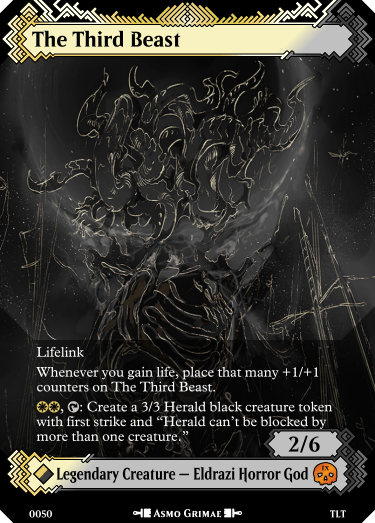 The Third Beast
Lifelink
Whenever you gain life, place that many +1/+1
counters on The Third Beast.
, : Create a 3/3 Herald black creature token
with first strike and “Herald can’t be blocked by
more than one creature.”
2/6
Legendary Creature — Eldrazi Horror God
EX
0050
Asmo Grimae
TLT